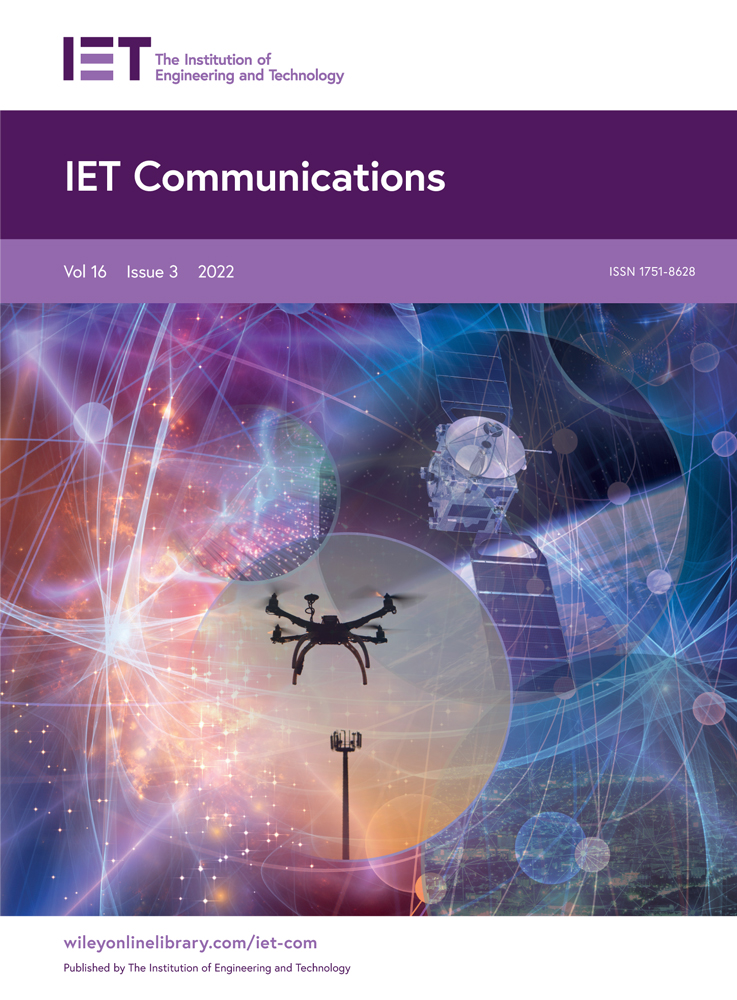 IET The Institution of
Engineering and Technology
IET Communications
Vol 16 Issue 3 2022 ISSN 1751-8628
wileyonlinelibrary.com/iet-com
Published by The Institution of Engineering and Technology